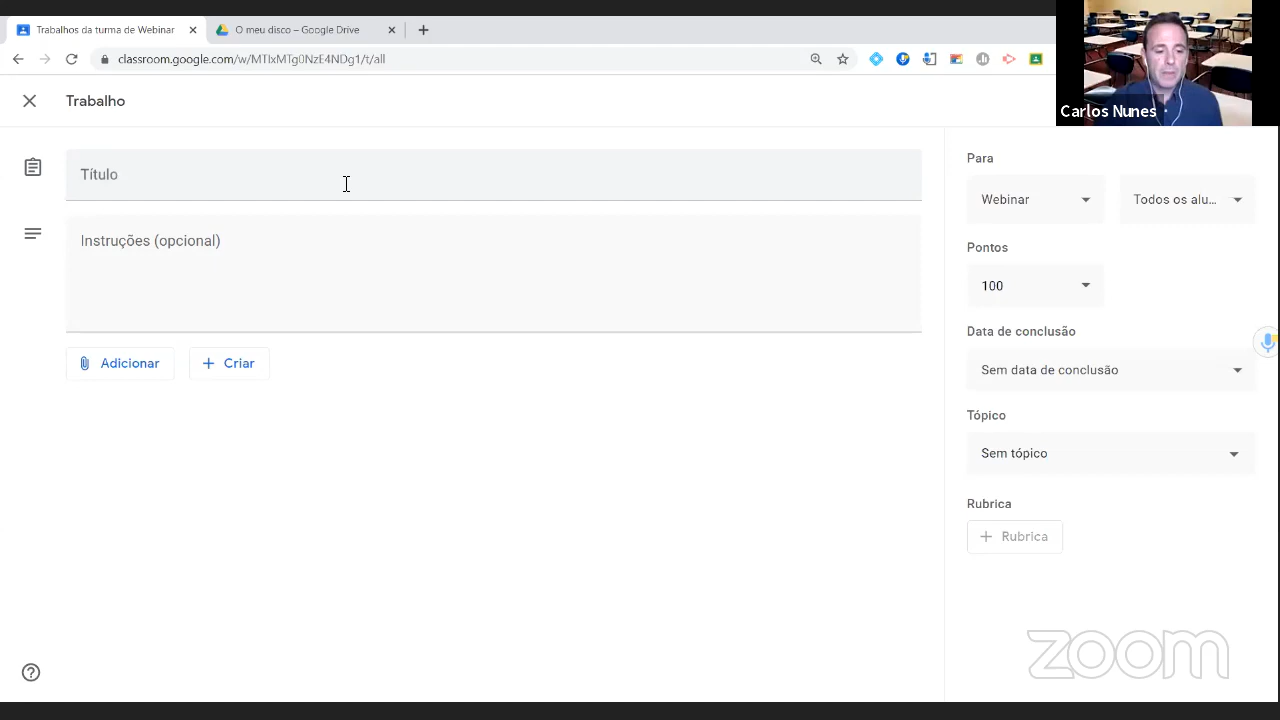 Trabalhos da turma de Webinar
O meu disco – Google Drive
classroom.google.com/w/MTIxMTg0NzE4NDg1/t/all
Carlos Nunes
Trabalho
Título
Instruções (opcional)
Adicionar
Criar
Para
Webinar
Todos os alu...
Pontos
100
Data de conclusão
Sem data de conclusão
Tópico
Sem tópico
Rubrica
Rubrica
zoom